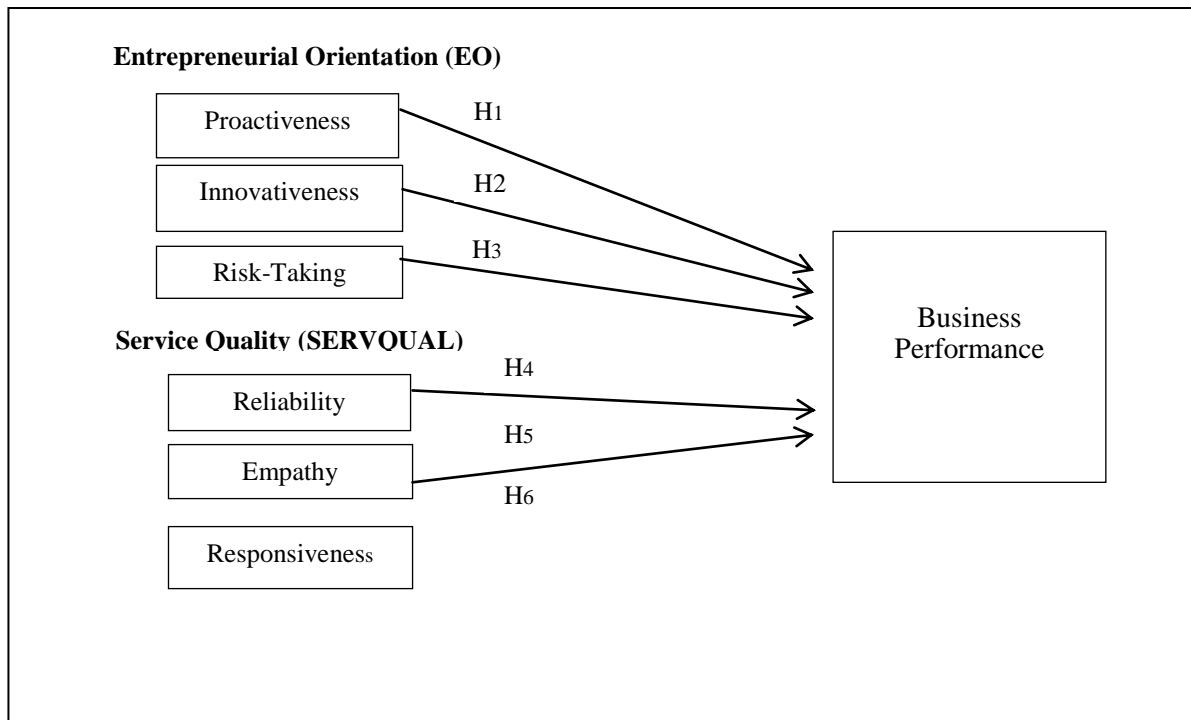 Entrepreneurial Orientation (EO)
Proactiveness
H1
Innovativeness
H2
Risk-Taking
H3
Business
Performance
Service Quality (SERVQUAL)
Reliability
H4
Empathy
H5
H6
Responsiveness